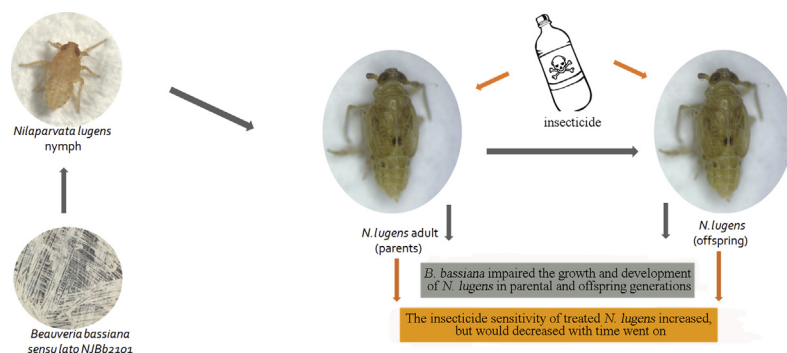 Nilaparvata lugens
nymph
insecticide
N.lugens adult
(parents)
N.lugens
(offspring)
B. bassiana impaired the growth and development
of N. lugens in parental and offspring generations
The insecticide sensitivity of treated N. lugens increased,
but would decreased with time went on
Beauveria bassiana
sensu lato NJBb2101